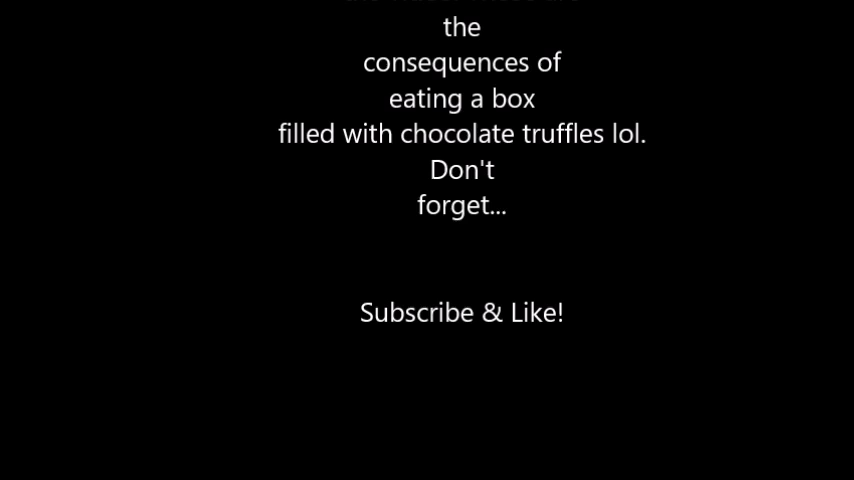 the
consequences of
eating a box
filled with chocolate truffles lol.
Don't
forget...
Subscribe & Like!